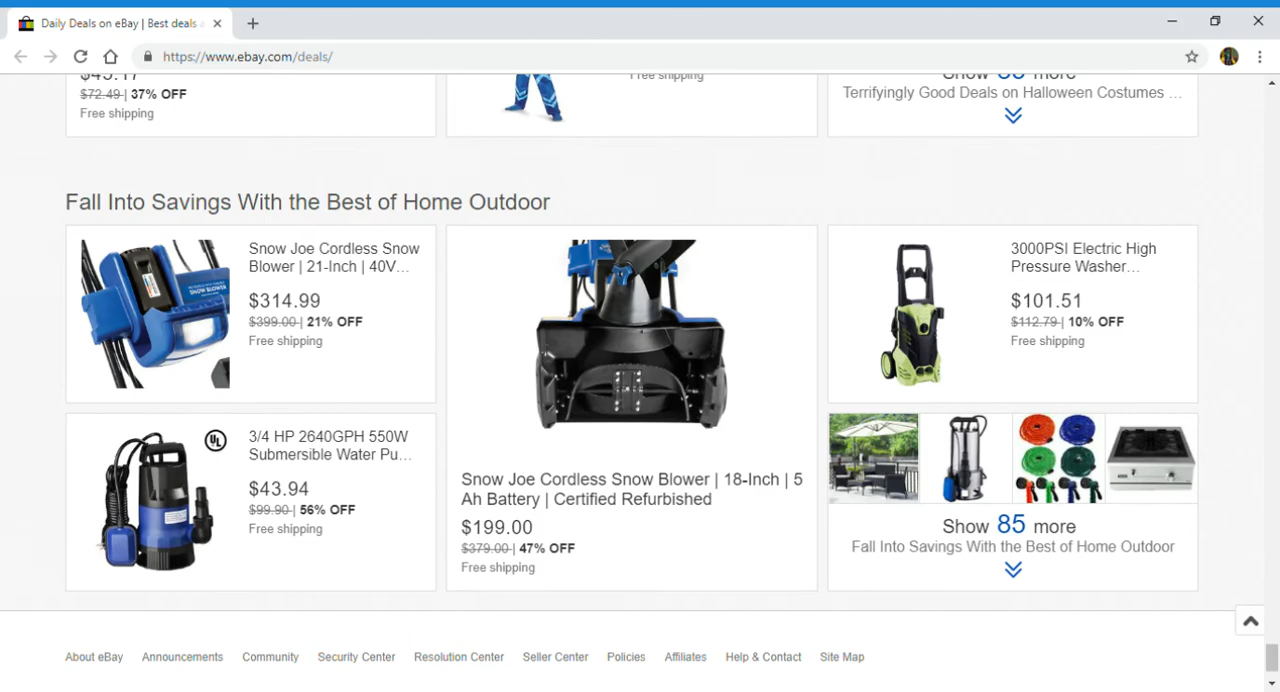 Daily Deals on eBay | Best deals a
https://www.ebay.com/deals/
$45.17
$72.49 | 37% OFF
Free shipping
Free shipping
Show 85 more
Terrifyingly Good Deals on Halloween Costumes ...
Fall Into Savings With the Best of Home Outdoor
Snow Joe Cordless Snow
Blower | 21-Inch | 40V...
$314.99
$399.00 | 21% OFF
Free shipping
SNOW BLOWER
3/4 HP 2640GPH 550W
Submersible Water Pu...
$43.94
$99.90 | 56% OFF
Free shipping
UL
Snow Joe Cordless Snow Blower | 18-Inch | 5
Ah Battery | Certified Refurbished
$199.00
$379.00 | 47% OFF
Free shipping
3000PSI Electric High
Pressure Washer...
$101.51
$112.79 | 10% OFF
Free shipping
Show 85 more
Fall Into Savings With the Best of Home Outdoor
About eBay Announcements Community Security Center Resolution Center Seller Center Policies Affiliates Help & Contact Site Map